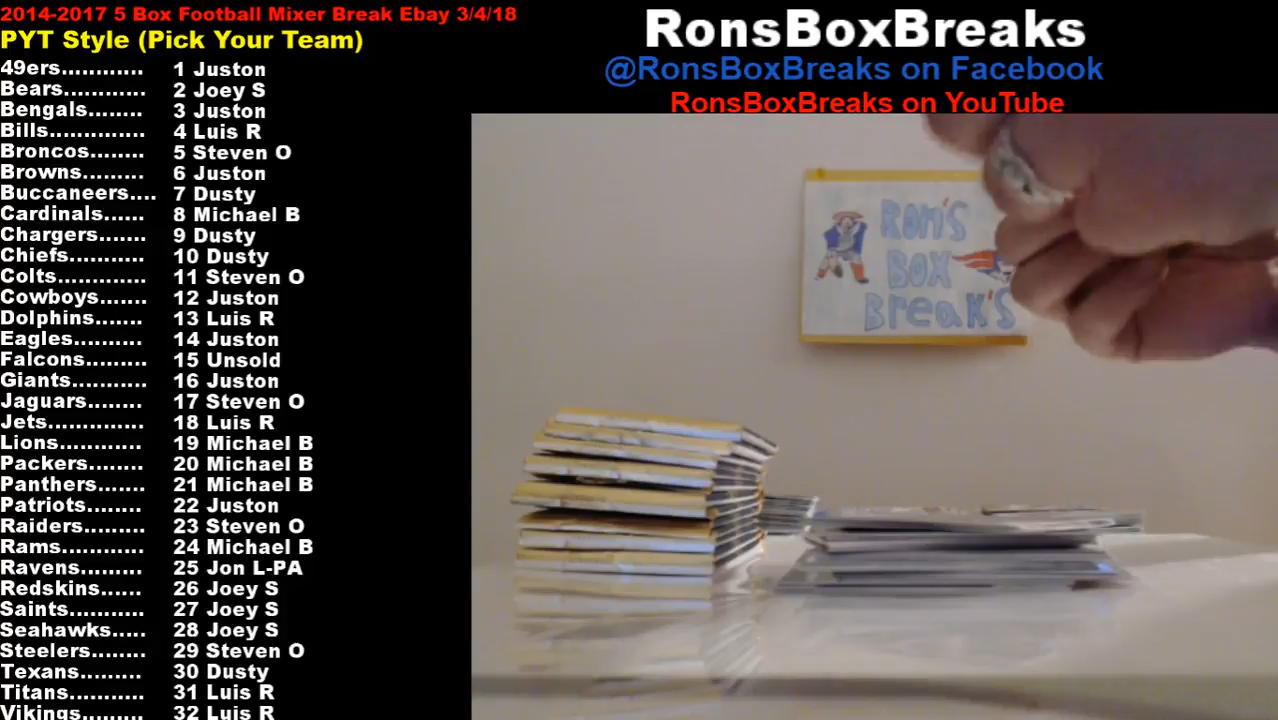 2014-2017 5 Box Football Mixer Break Ebay 3/4/18
PYT Style (Pick Your Team)
49ers............ 1 Juston
Bears............ 2 Joey S
Bengals........ 3 Juston
Bills.............. 4 Luis R
Broncos........ 5 Steven O
Browns......... 6 Juston
Buccaneers.... 7 Dusty
Cardinals...... 8 Michael B
Chargers....... 9 Dusty
Chiefs........... 10 Dusty
Colts............. 11 Steven O
Cowboys....... 12 Juston
Dolphins....... 13 Luis R
Eagles.......... 14 Juston
Falcons......... 15 Unsold
Giants........... 16 Juston
Jaguars........ 17 Steven O
Jets.............. 18 Luis R
Lions............ 19 Michael B
Packers........ 20 Michael B
Panthers....... 21 Michael B
Patriots........ 22 Juston
Raiders......... 23 Steven O
Rams............ 24 Michael B
Ravens......... 25 Jon L-PA
Redskins...... 26 Joey S
Saints........... 27 Joey S
Seahawks..... 28 Joey S
Steelers........ 29 Steven O
Texans......... 30 Dusty
Titans........... 31 Luis R
Vikings......... 32 Luis R
RonsBoxBreaks
@RonsBoxBreaks on Facebook
RonsBoxBreaks on YouTube
Ron's
Box
Break's